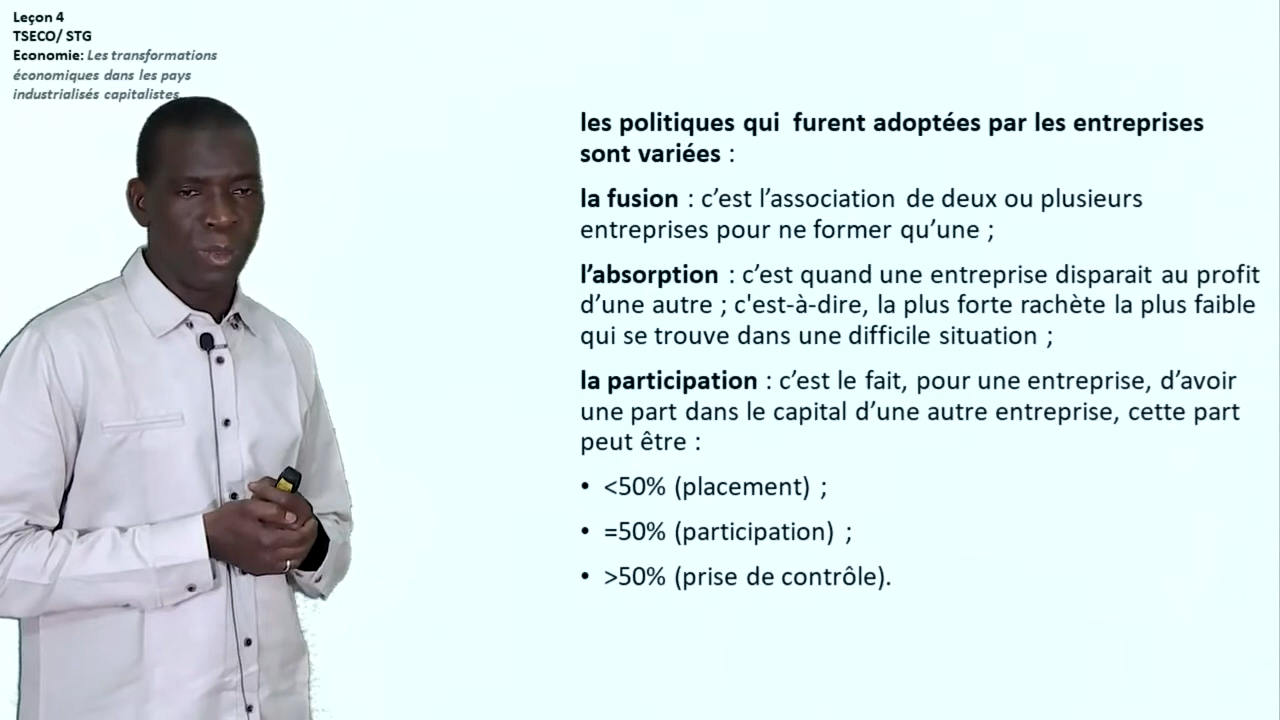 Leçon 4
TSECO/ STG
Economie: Les transformations
économiques dans les pays
industrialisés capitalistes.
les politiques qui  furent adoptées par les entreprises
sont variées :
la fusion : c’est l’association de deux ou plusieurs
entreprises pour ne former qu’une ;
l’absorption : c’est quand une entreprise disparait au profit
d’une autre ; c'est-à-dire, la plus forte rachète la plus faible
qui se trouve dans une difficile situation ;
la participation : c’est le fait, pour une entreprise, d’avoir
une part dans le capital d’une autre entreprise, cette part
peut être :
• <50% (placement) ;
• =50% (participation) ;
• >50% (prise de contrôle).